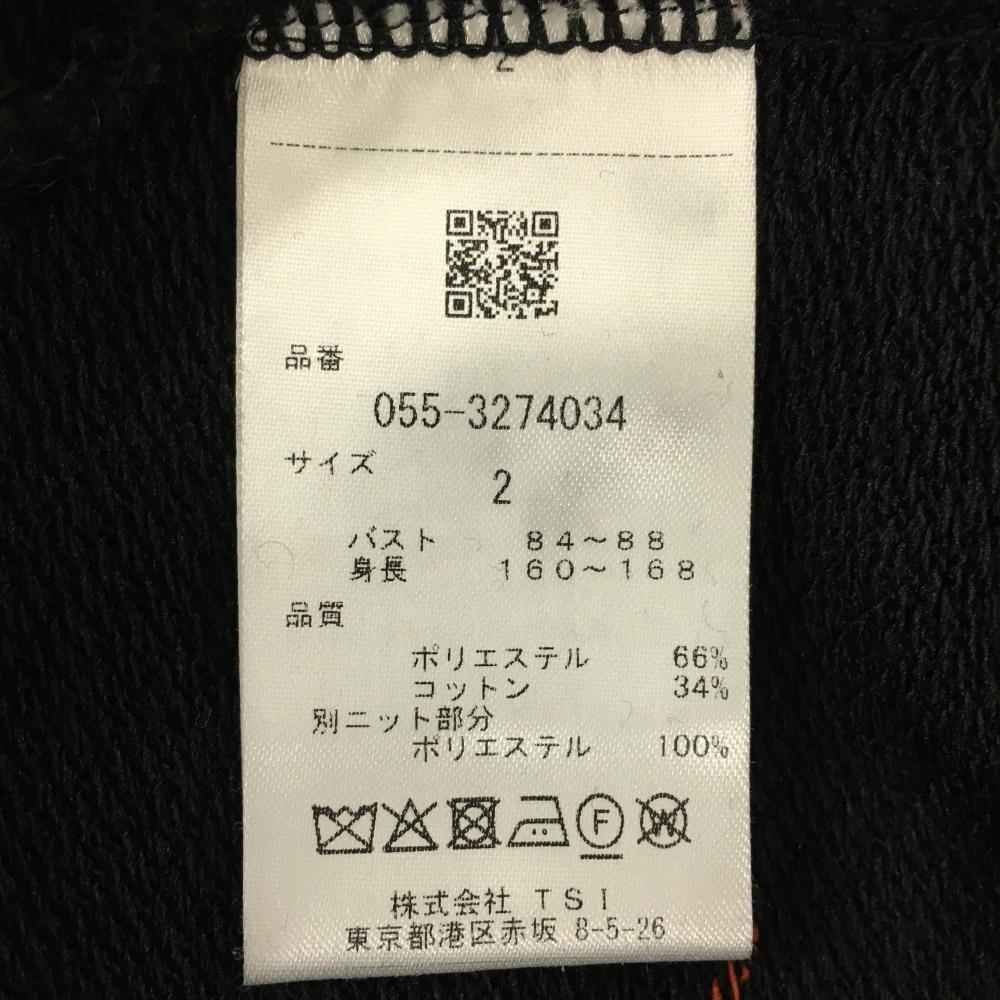 2
品番
055-3274034
サイズ
2
バスト 84〜88
身長 160〜168
品質
ポリエステル 66%
コットン 34%
別ニット部分
ポリエステル 100%
F W
株式会社 TSI
東京都港区赤坂 8-5-26